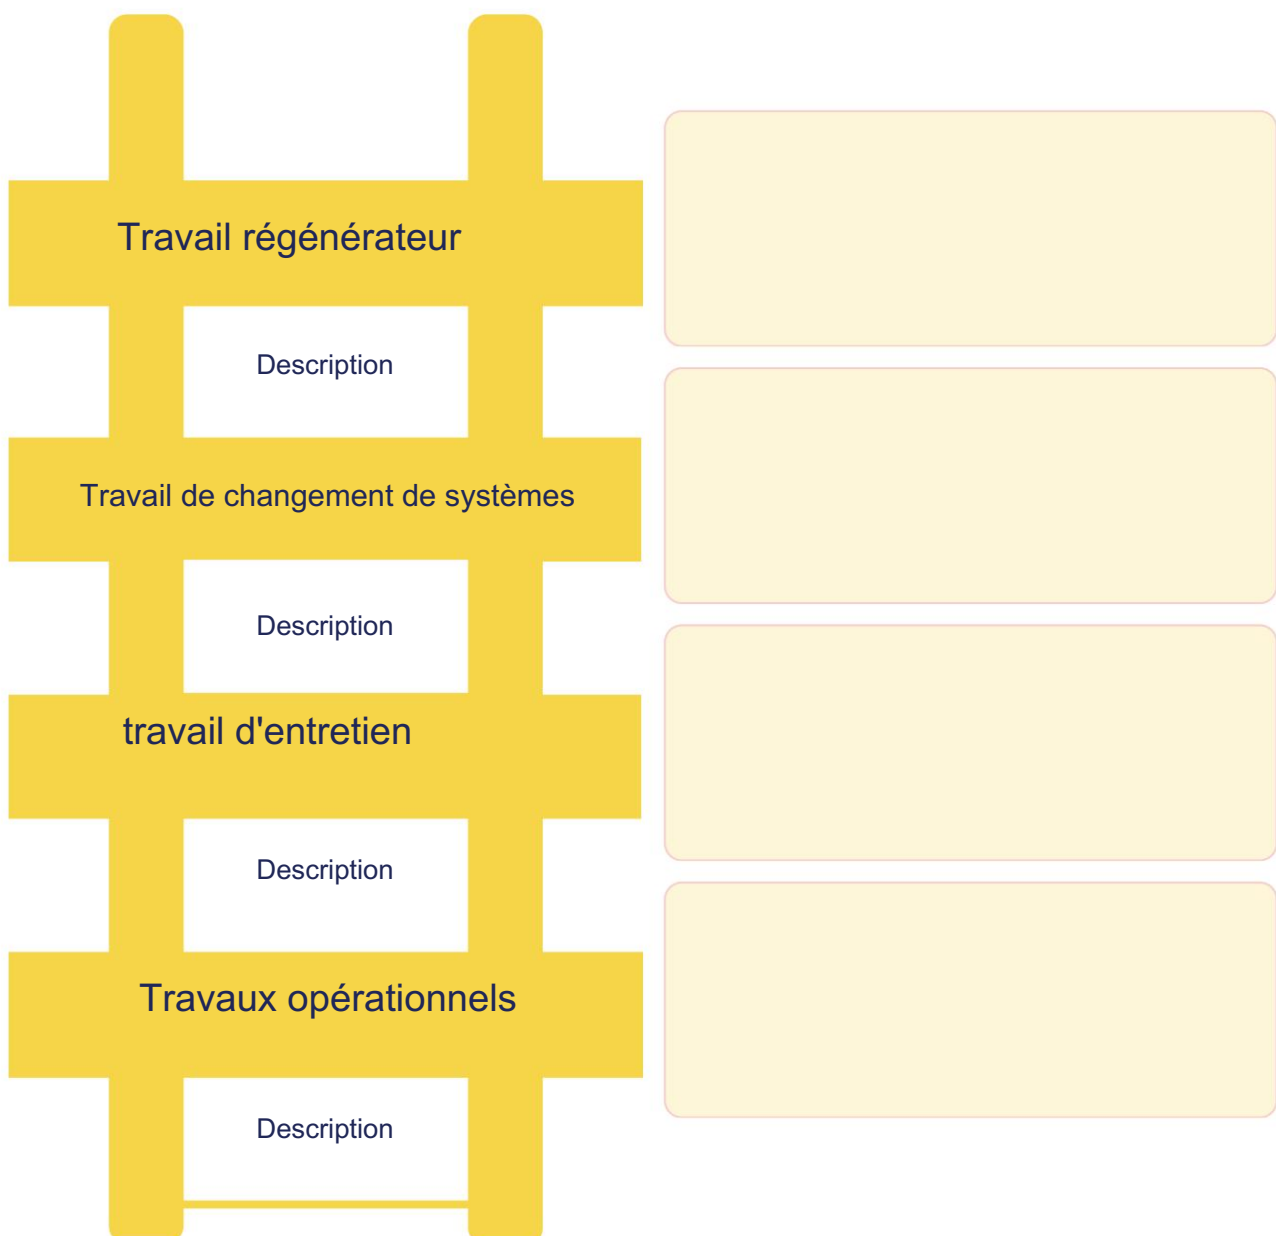 Travail régénérateur
Description
Travail de changement de systèmes
Description
travail d'entretien
Description
Travaux opérationnels
Description